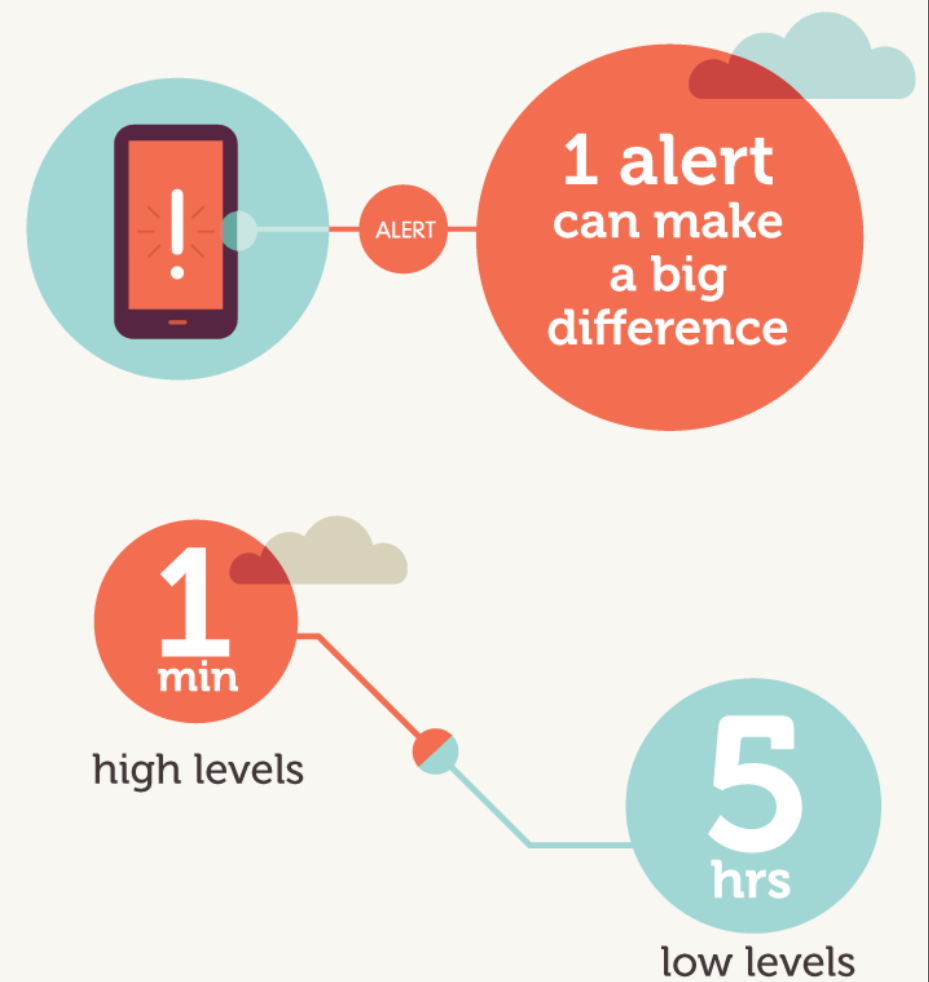 ALERT
1 alert
can make
a big
difference
1
min
high levels
5
hrs
low levels